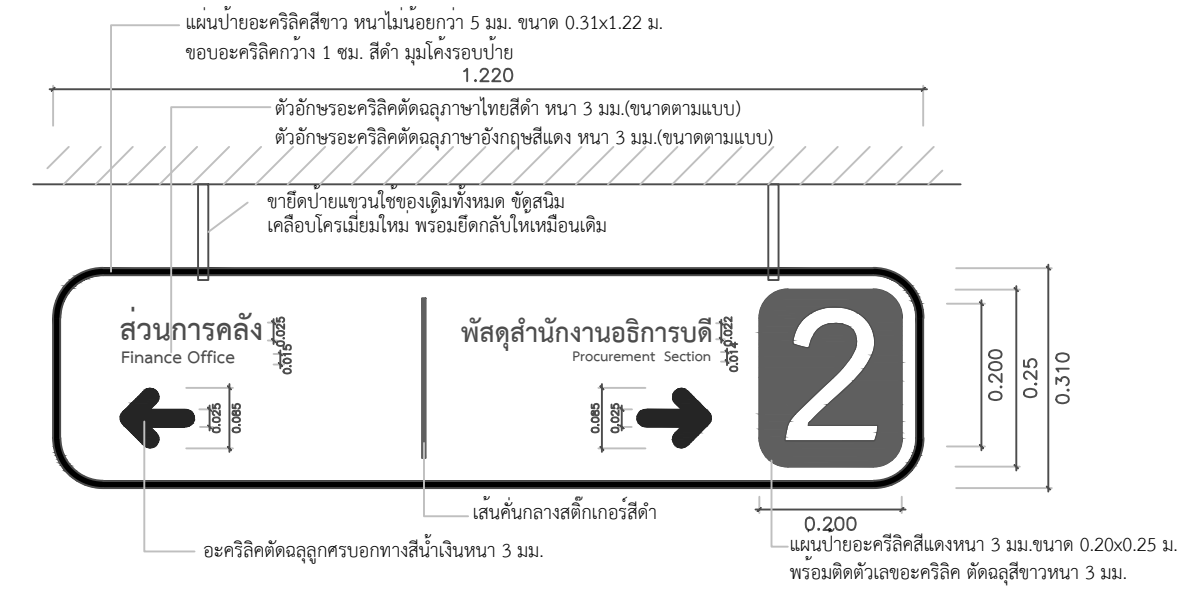 แผ่นป้ายอะคริลิคสีขาว หนาไม่น้อยกว่า 5 มม. ขนาด 0.31x1.22 ม.
ขอบอะคริลิคกว้าง 1 ซม. สีดำ มุมโค้งรอบป้าย
1.220
ตัวอักษรอะคริลิคตัดฉลุภาษาไทยสีดำ หนา 3 มม.(ขนาดตามแบบ)
ตัวอักษรอะคริลิคตัดฉลุภาษาอังกฤษสีแดง หนา 3 มม.(ขนาดตามแบบ)
ขายึดป้ายแขวนใช้ของเดิมทั้งหมด ขัดสนิม
เคลือบโครเมี่ยมใหม่ พร้อมยึดกลับให้เหมือนเดิม
ส่วนการคลัง
Finance Office
0.025
0.015
0.025
0.085
พัสดุสำนักงานอธิการบดี
Procurement Section
0.022
0.014
0.085
0.025
2
0.200
0.25
0.310
0.200
เส้นคั่นกลางสติ๊กเกอร์สีดำ
อะคริลิคตัดฉลุลูกศรบอกทางสีน้ำเงินหนา 3 มม.
แผ่นป้ายอะครีลิคสีแดงหนา 3 มม.ขนาด 0.20x0.25 ม.
พร้อมติดตัวเลขอะคริลิค ตัดฉลุสีขาวหนา 3 มม.